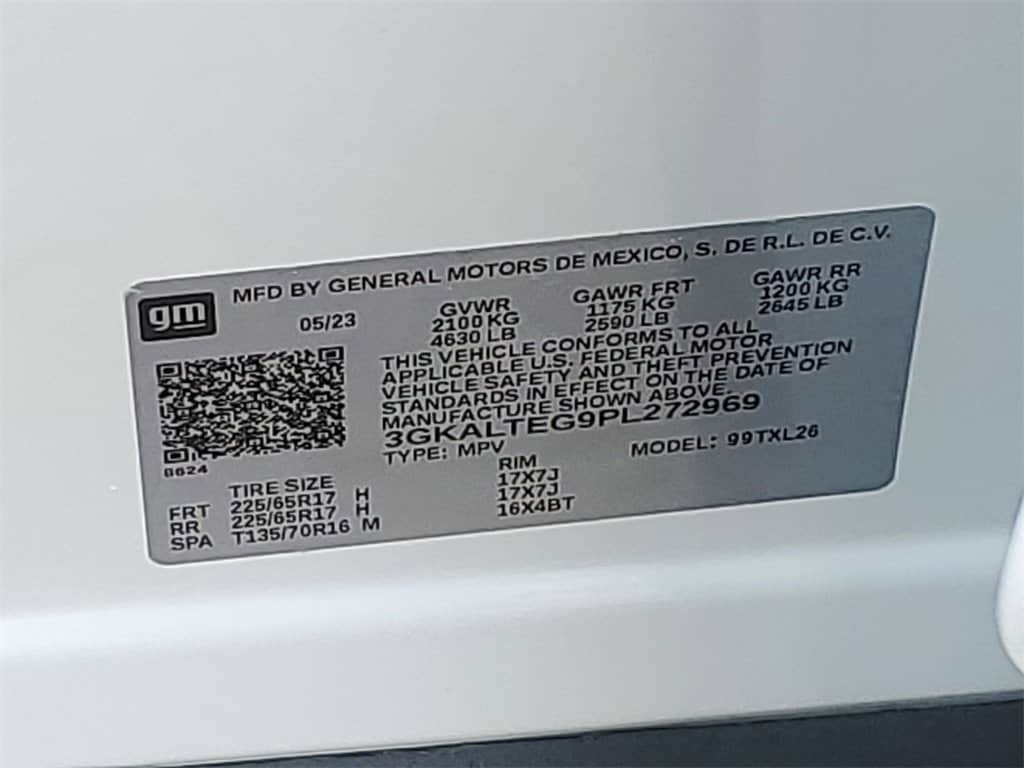 gm
MFD BY GENERAL MOTORS DE MEXICO, S. DE R.L. DE C.V.
05/23
GVWR
2100 KG
4630 LB
GAWR FRT
1175 KG
2590 LB
GAWR RR
1200 KG
2645 LB
THIS VEHICLE CONFORMS TO ALL
APPLICABLE U.S. FEDERAL MOTOR
VEHICLE SAFETY AND THEFT PREVENTION
STANDARDS IN EFFECT ON THE DATE OF
MANUFACTURE SHOWN ABOVE.
3GKALTEG9PL272969
TYPE: MPV
MODEL: 99TXL26
8624
TIRE SIZE
RIM
FRT 225/65R17 H 17X7J
RR 225/65R17 H 17X7J
SPA T135/70R16 M 16X4BT